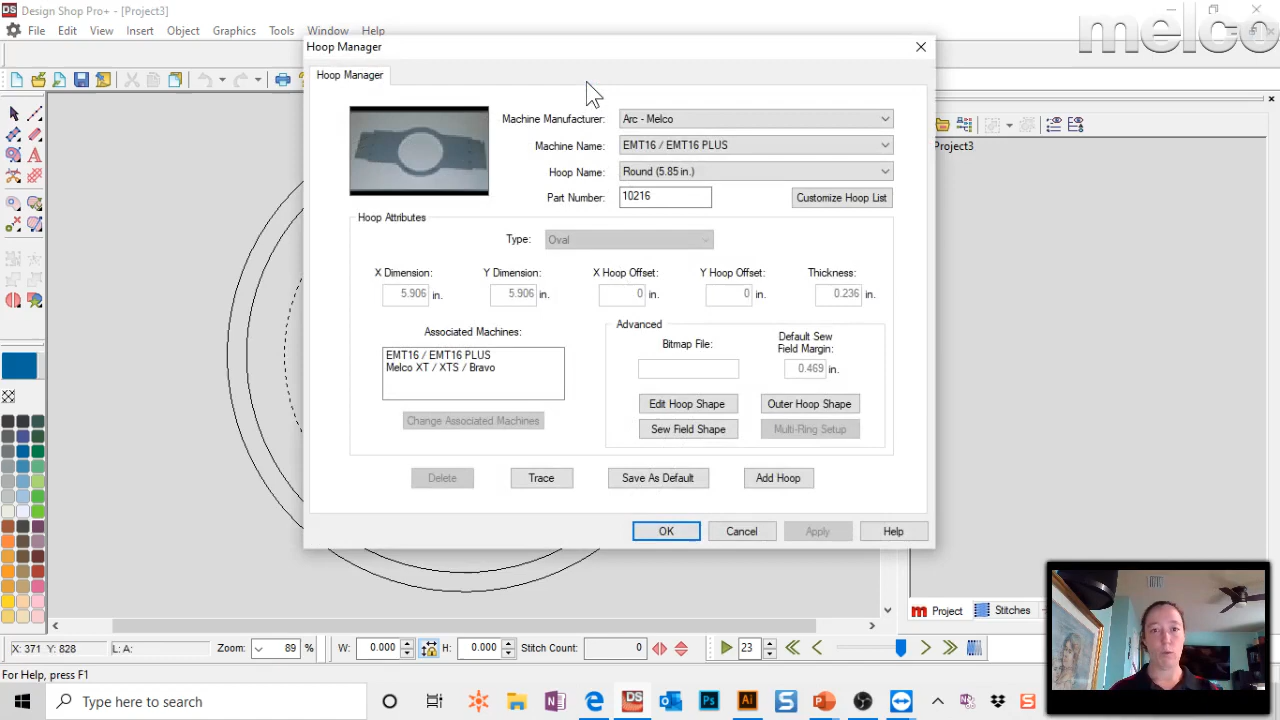 DS Design Shop Pro+ - [Project3]
File Edit View Insert Object Graphics Tools Window Help
melco
Hoop Manager
Hoop Manager
Machine Manufacturer: Arc - Melco
Machine Name: EMT16 / EMT16 PLUS
Hoop Name: Round (5.85 in.)
Part Number: 10216 Customize Hoop List
Project3
Hoop Attributes
Type: Oval
X Dimension: Y Dimension: X Hoop Offset: Y Hoop Offset: Thickness:
5.906 in. 5.906 in. 0 in. 0 in. 0.236 in.
Associated Machines:
EMT16 / EMT16 PLUS
Melco XT / XTS / Bravo
Change Associated Machines
Advanced
Bitmap File:
Default Sew
Field Margin:
0.469 in.
Edit Hoop Shape Outer Hoop Shape
Sew Field Shape Multi-Ring Setup
Delete Trace Save As Default Add Hoop
OK Cancel Apply Help
m Project Stitches
X: 371 Y: 828 L: A: Zoom: 89 % W: 0.000 H: 0.000 Stitch Count: 0 23
For Help, press F1
Type here to search